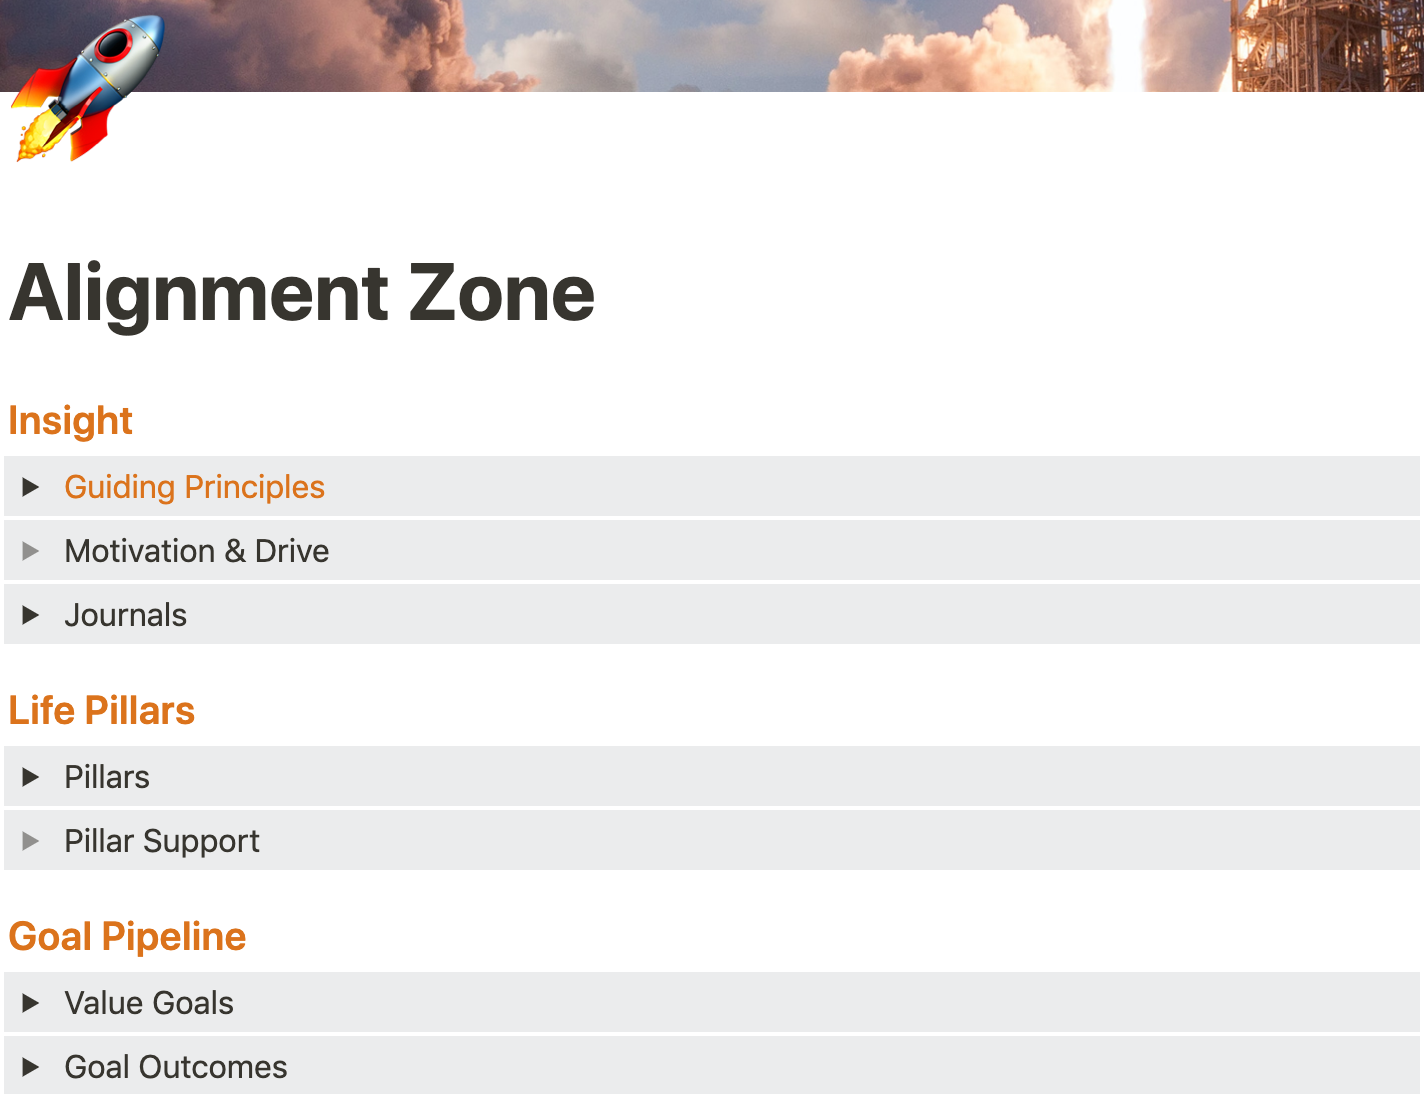 Alignment Zone
Insight
Guiding Principles
Motivation & Drive
Journals
Life Pillars
Pillars
Pillar Support
Goal Pipeline
Value Goals
Goal Outcomes